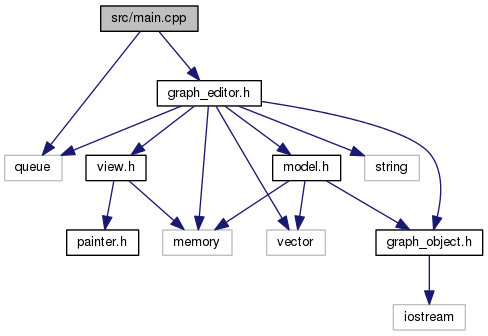 src/main.cpp
graph_editor.h
queue
view.h
model.h
string
painter.h
memory
vector
graph_object.h
iostream